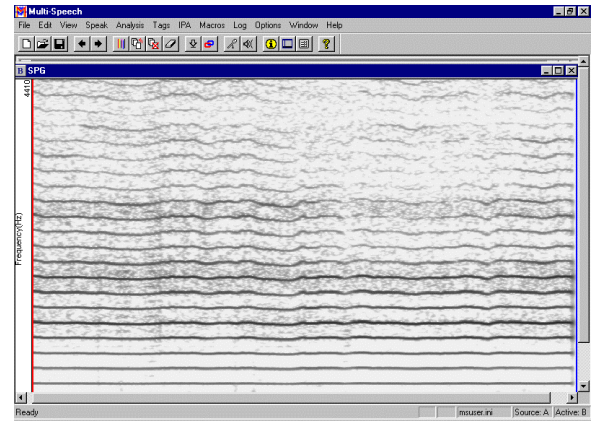 Multi-Speech
File Edit View Speak Analysis Tags IPA Macros Log Options Window Help
B SPG
4410
Frequency(Hz)
Ready msuser.ini Source: A Active: B